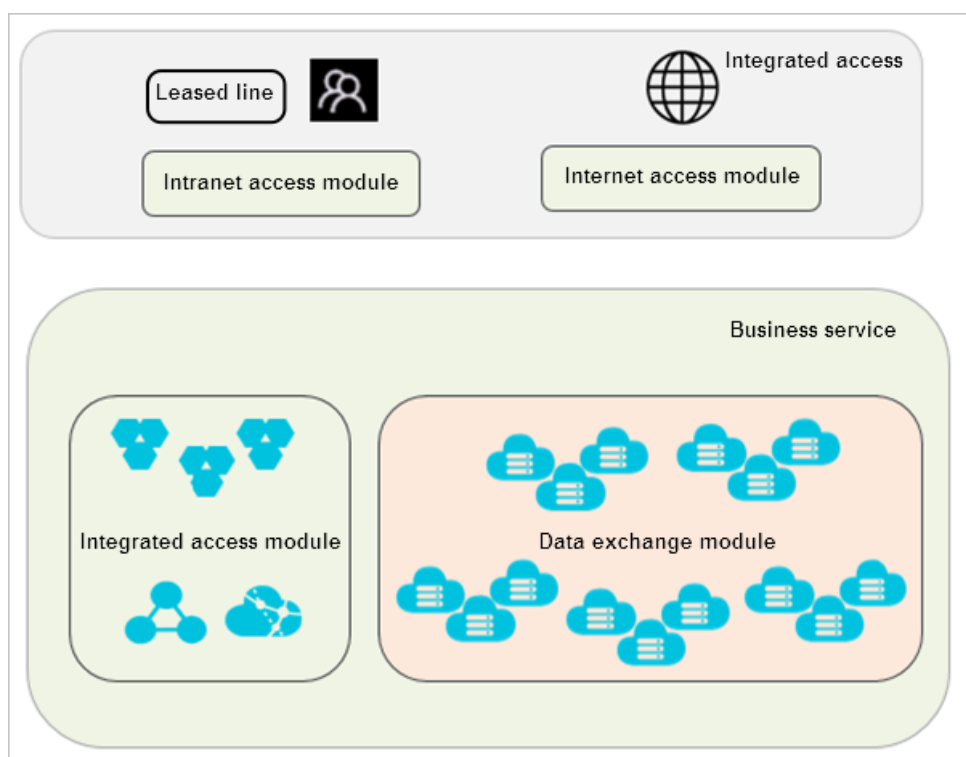 Integrated access
Leased line
Intranet access module
Internet access module
Business service
Integrated access module
Data exchange module